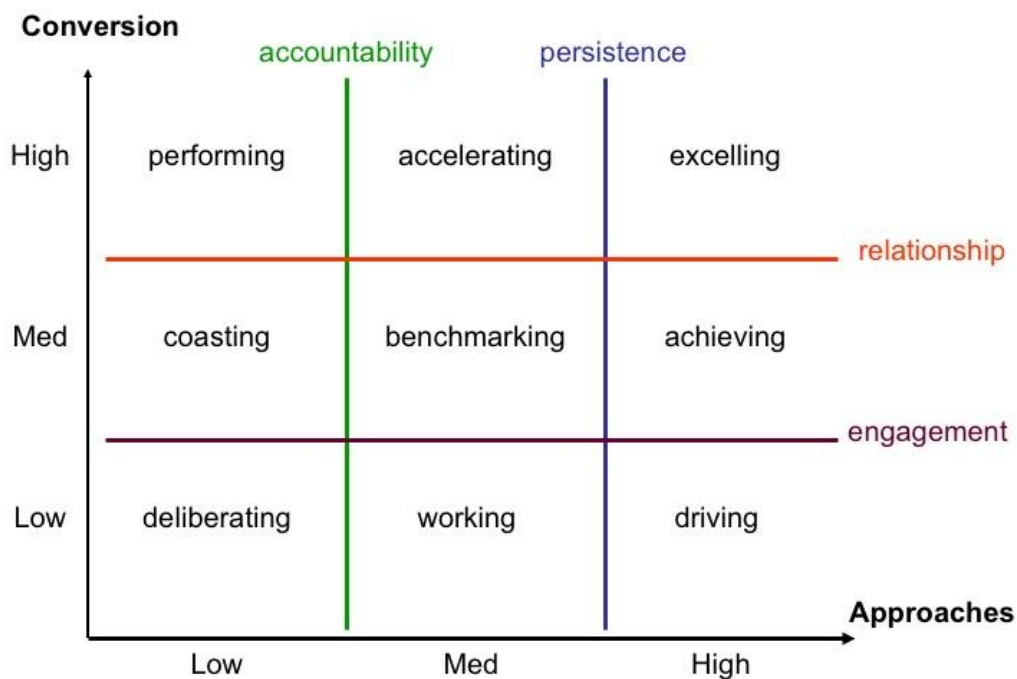 Conversion
accountability persistence
High performing accelerating excelling
relationship
Med coasting benchmarking achieving
engagement
Low deliberating working driving
Approaches
Low Med High